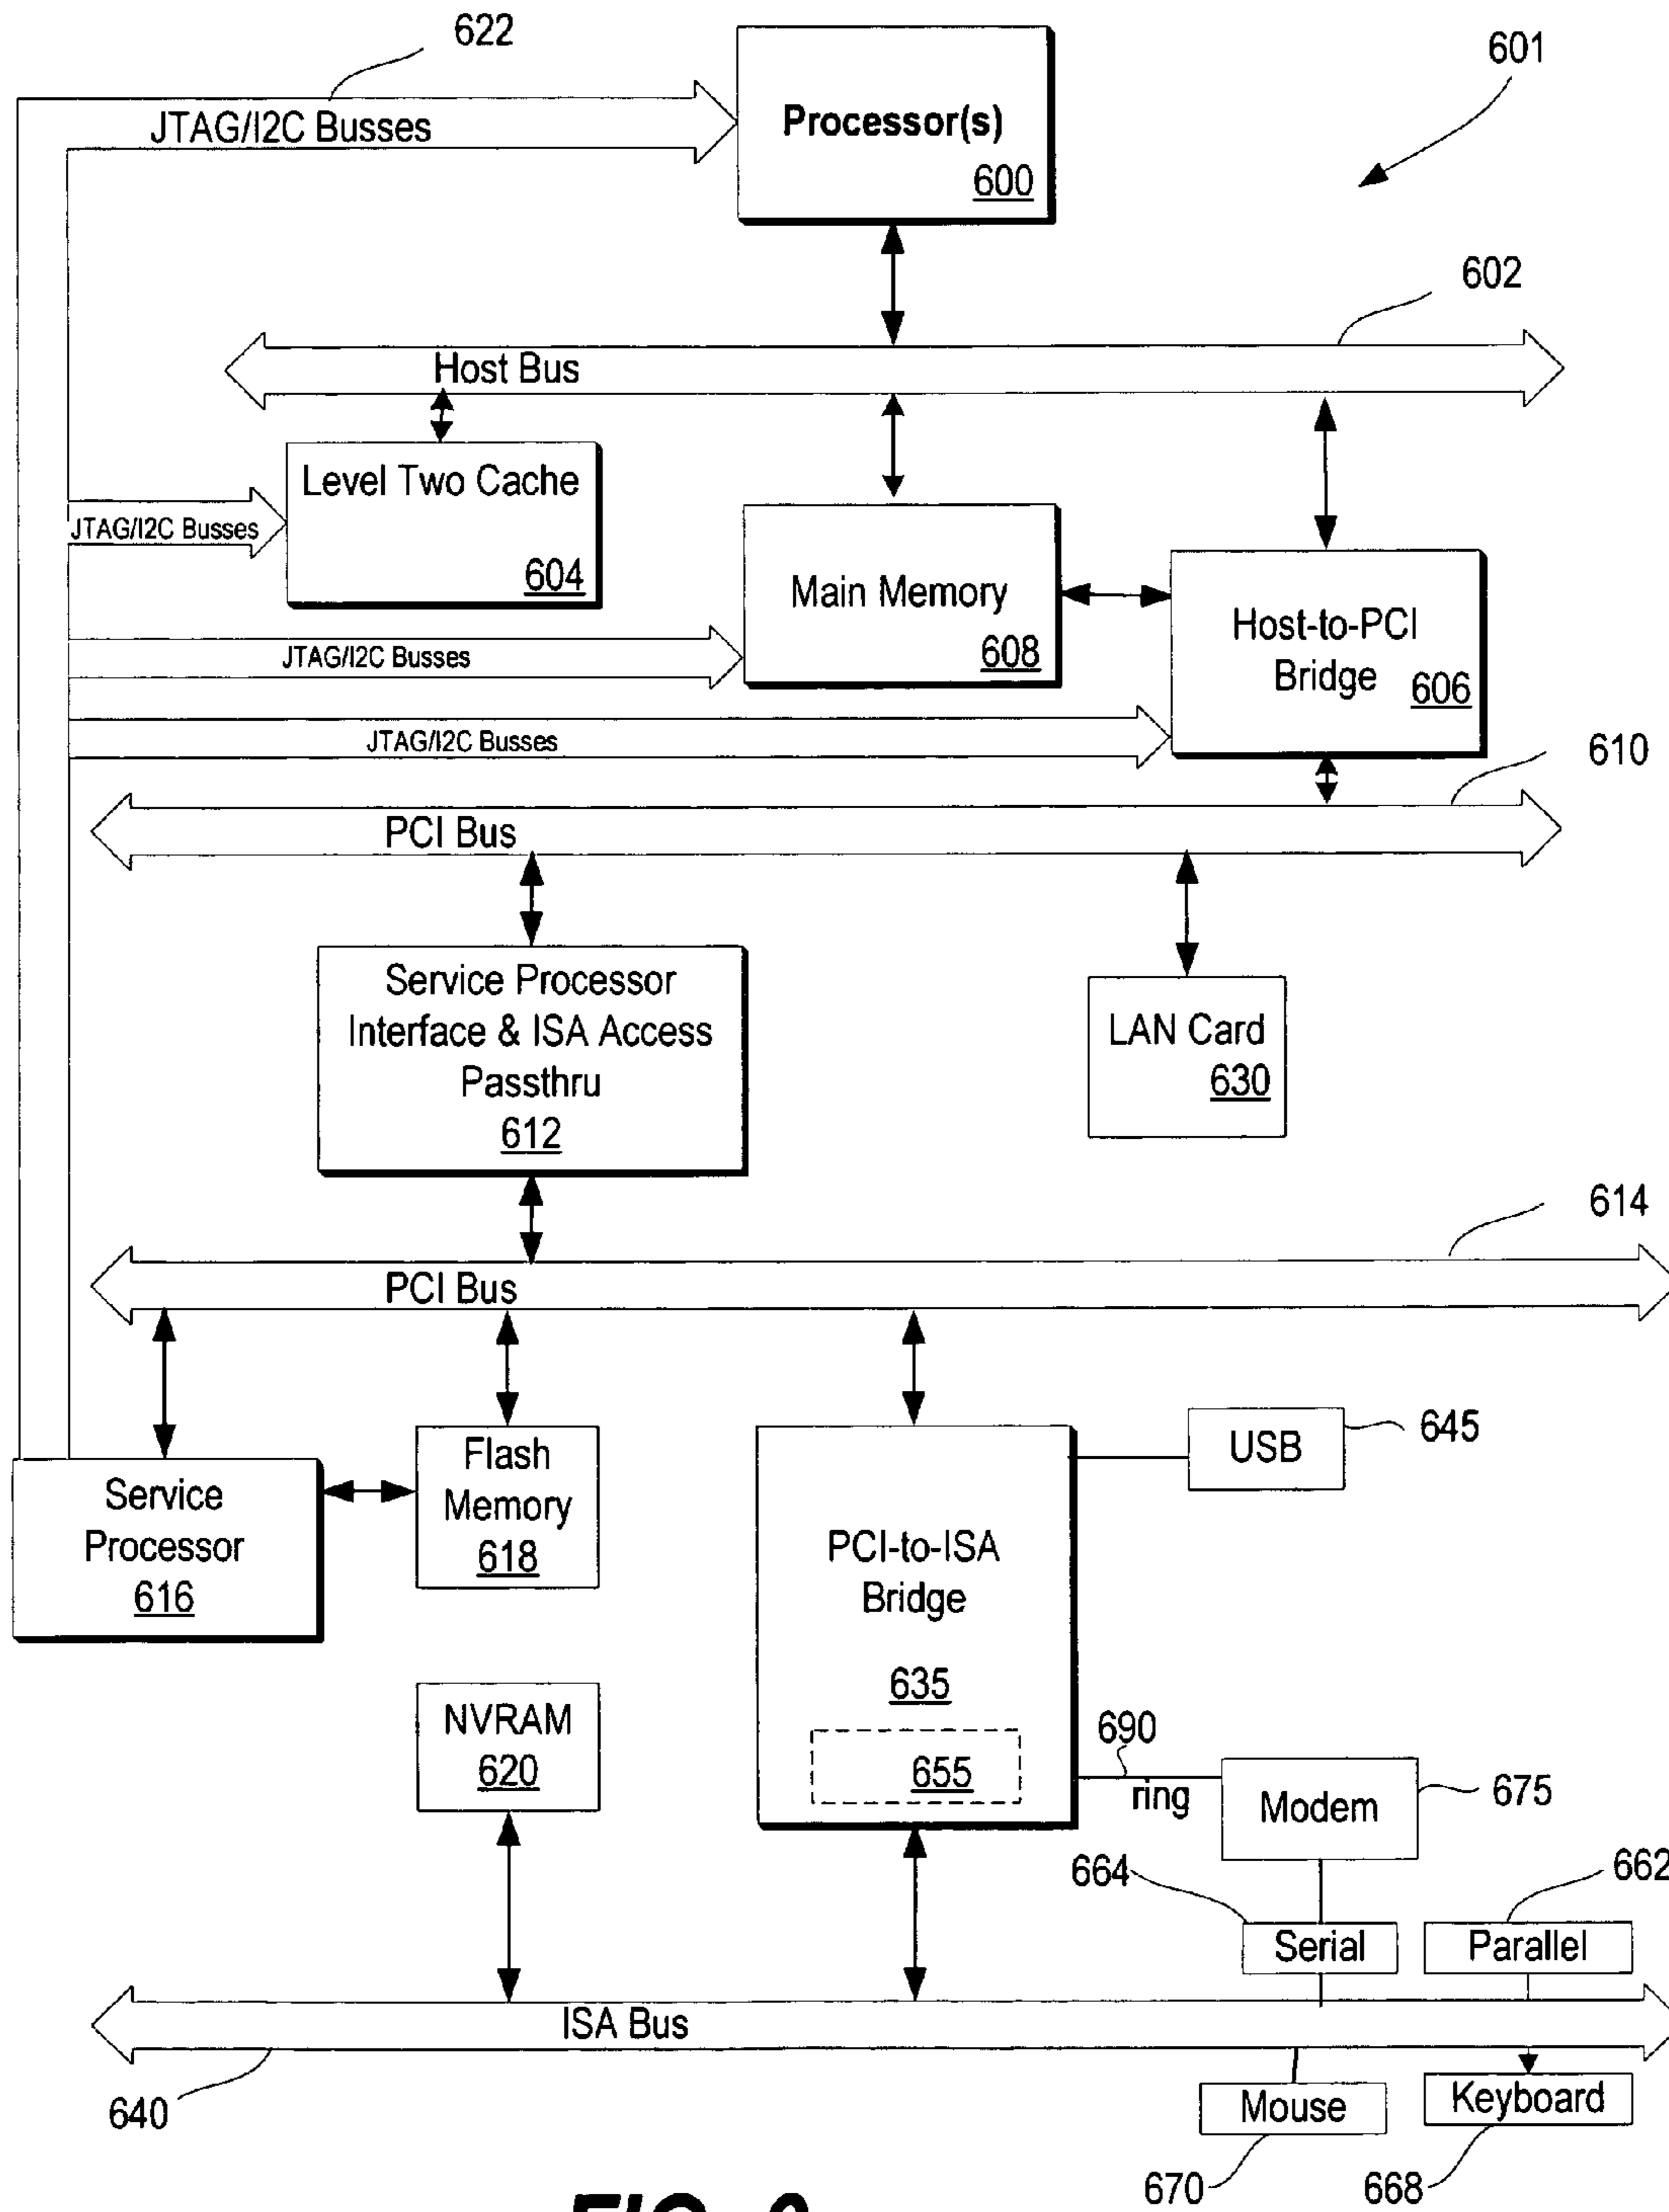 622
601
JTAG/I2C Busses
Processor(s)
600
602
Host Bus
Level Two Cache
604
JTAG/I2C Busses
Main Memory
608
Host-to-PCI
Bridge
606
JTAG/I2C Busses
JTAG/I2C Busses
610
PCI Bus
Service Processor
Interface & ISA Access
Passthru
612
LAN Card
630
614
PCI Bus
Service
Processor
616
Flash
Memory
618
PCI-to-ISA
Bridge
635
655
USB
645
NVRAM
620
690
ring
Modem
675
664
662
Serial
Parallel
ISA Bus
640
Mouse
Keyboard
670
668
FIG.